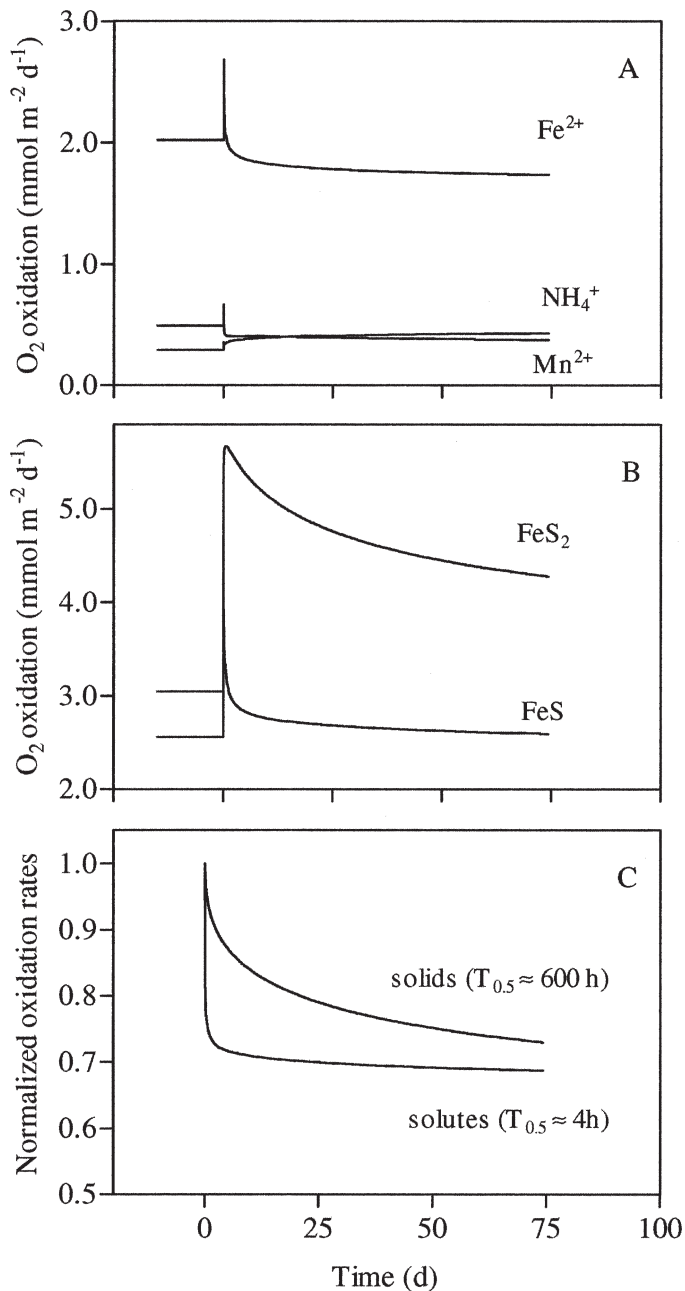 3.0
A
Fe²⁺
2.0
1.0
NH₄⁺
Mn²⁺
0.0
O₂ oxidation (mmol m⁻² d⁻¹)
B
5.0
FeS₂
4.0
3.0
FeS
2.0
O₂ oxidation (mmol m⁻² d⁻¹)
1.0
C
0.9
solids (T₀.₅ ≈ 600 h)
0.8
0.7
solutes (T₀.₅ ≈ 4h)
0.6
0.5
Normalized oxidation rates
0 25 50 75 100
Time (d)